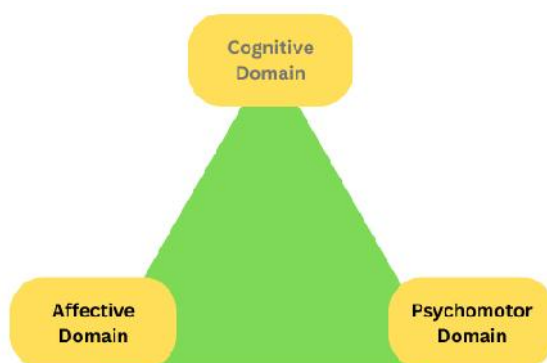 Cognitive
Domain
Affective
Domain
Psychomotor
Domain